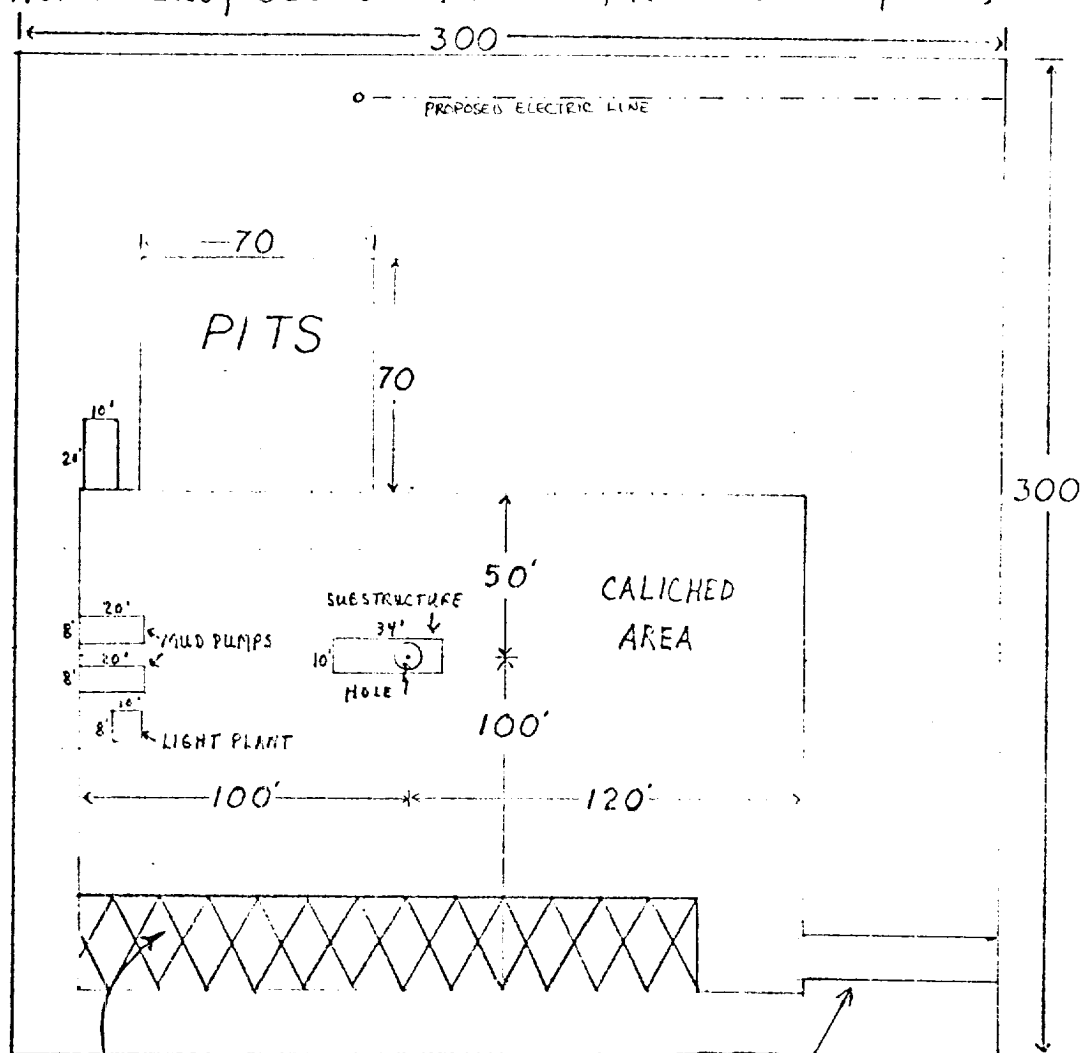 300
PROPOSED ELECTRIC LINE
70
PITS
70
10'
20'
300
50'
CALICHED
AREA
SUBSTRUCTURE
34'
10'
HOLE
20'
8'
MUD PUMPS
20'
8'
10'
8'
LIGHT PLANT
100'
100'
120'